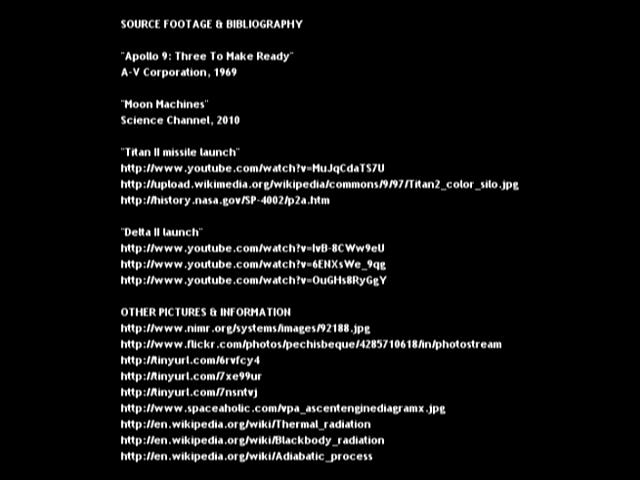 SOURCE FOOTAGE & BIBLIOGRAPHY
"Apollo 9: Three To Make Ready"
A-V Corporation, 1969
"Moon Machines"
Science Channel, 2010
"Titan II missile launch"
http://www.youtube.com/watch?v=MuJqCdaTS7U
http://upload.wikimedia.org/wikipedia/commons/9/97/Titan2_color_silo.jpg
http://history.nasa.gov/SP-4002/p2a.htm
"Delta II launch"
http://www.youtube.com/watch?v=IvB-8CWw9eU
http://www.youtube.com/watch?v=6ENXsWe_9qg
http://www.youtube.com/watch?v=OuGHs8RyGgY
OTHER PICTURES & INFORMATION
http://www.nimr.org/systems/images/92188.jpg
http://www.flickr.com/photos/pechisbeque/4285710618/in/photostream
http://tinyurl.com/6rvfcy4
http://tinyurl.com/7xe99ur
http://tinyurl.com/7nsntvj
http://www.spaceaholic.com/vpa_ascentenginediagramx.jpg
http://en.wikipedia.org/wiki/Thermal_radiation
http://en.wikipedia.org/wiki/Blackbody_radiation
http://en.wikipedia.org/wiki/Adiabatic_process